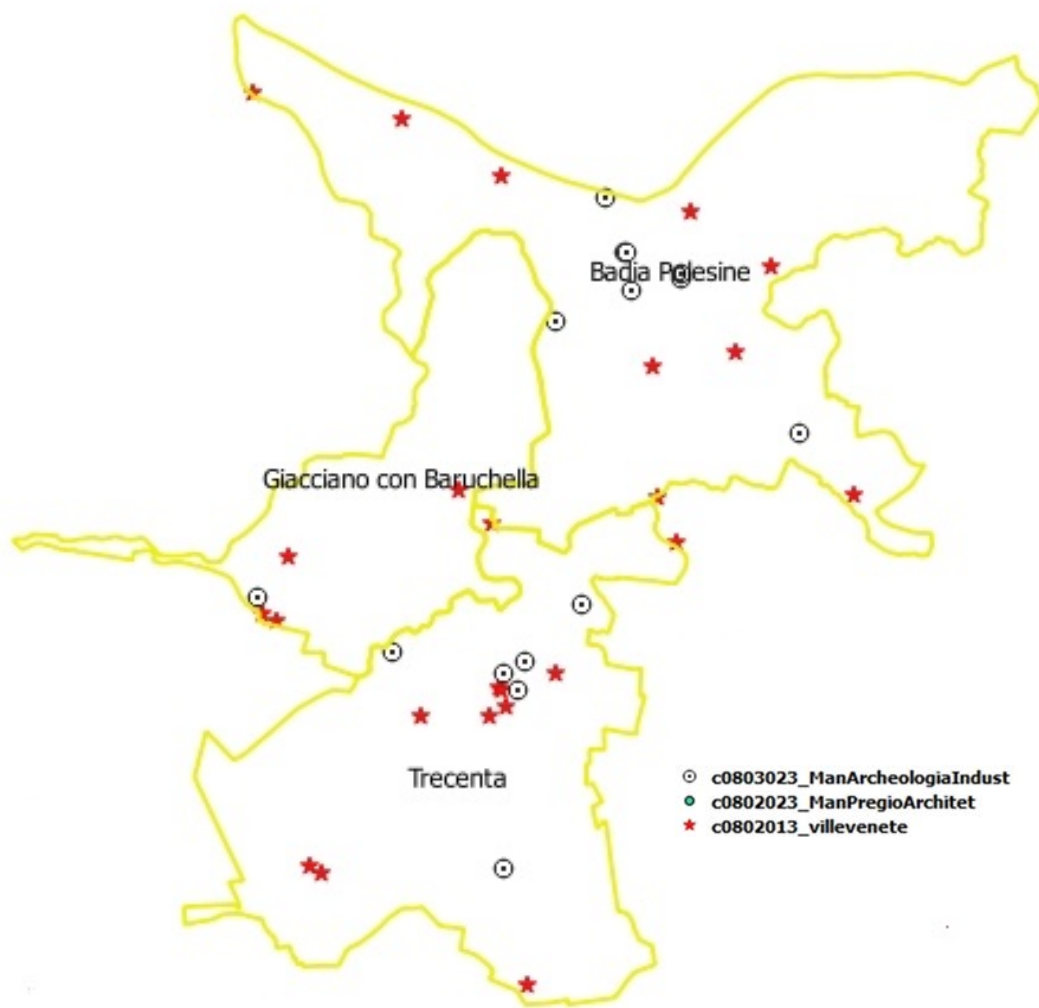 Badia Polesine
Giacciano con Baruchella
Trecenta
c0803023_ManArcheologiaIndust
c0802023_ManPregioArchitet
c0802013_villevenete